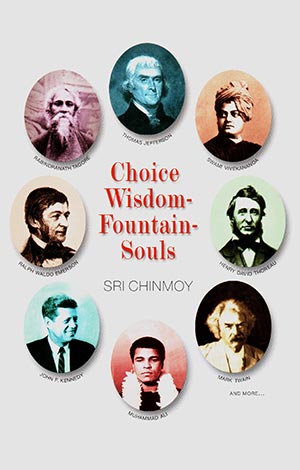 THOMAS JEFFERSON
RABINDRANATH TAGORE
SWAMI VIVEKANANDA
Choice
Wisdom-
Fountain-
Souls
RALPH WALDO EMERSON
HENRY DAVID THOREAU
SRI CHINMOY
JOHN F. KENNEDY
MARK TWAIN
MUHAMMAD ALI
AND MORE...